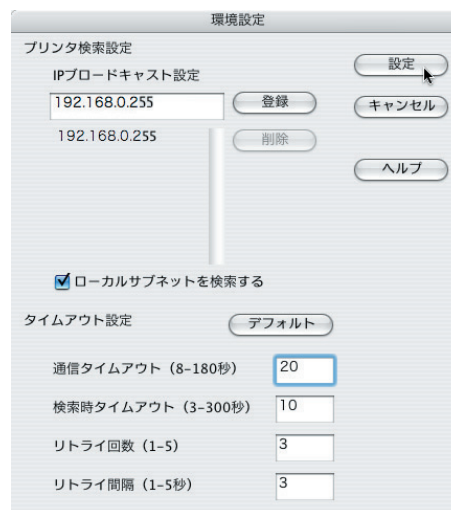 環境設定
プリンタ検索設定
IPブロードキャスト設定
192.168.0.255
登録
設定
キャンセル
192.168.0.255
削除
ヘルプ
ローカルサブネットを検索する
タイムアウト設定
デフォルト
通信タイムアウト（8-180秒）
20
検索時タイムアウト（3-300秒）
10
リトライ回数（1-5）
3
リトライ間隔（1-5秒）
3